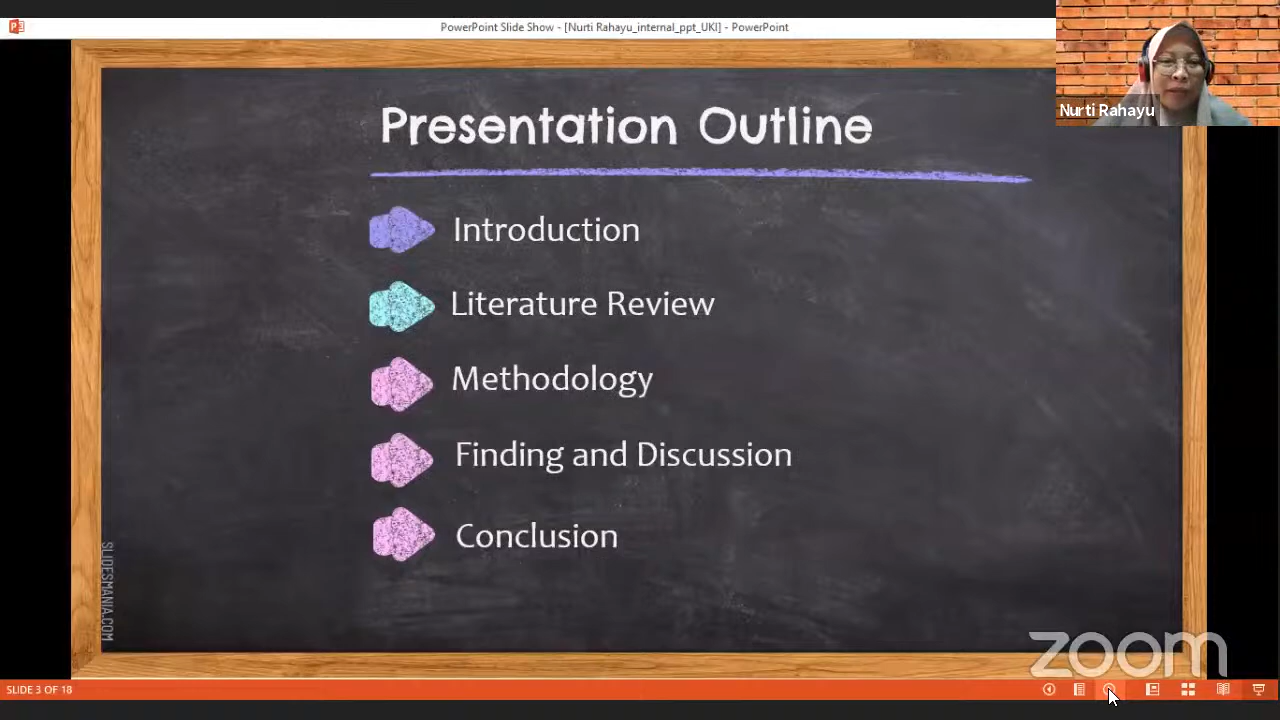 PowerPoint Slide Show - [Nurti Rahayu_internal_ppt_UKI] - PowerPoint
Nurti Rahayu
Presentation Outline
Introduction
Literature Review
Methodology
Finding and Discussion
Conclusion
SLIDESMANIA.COM
zoom
SLIDE 3 OF 18